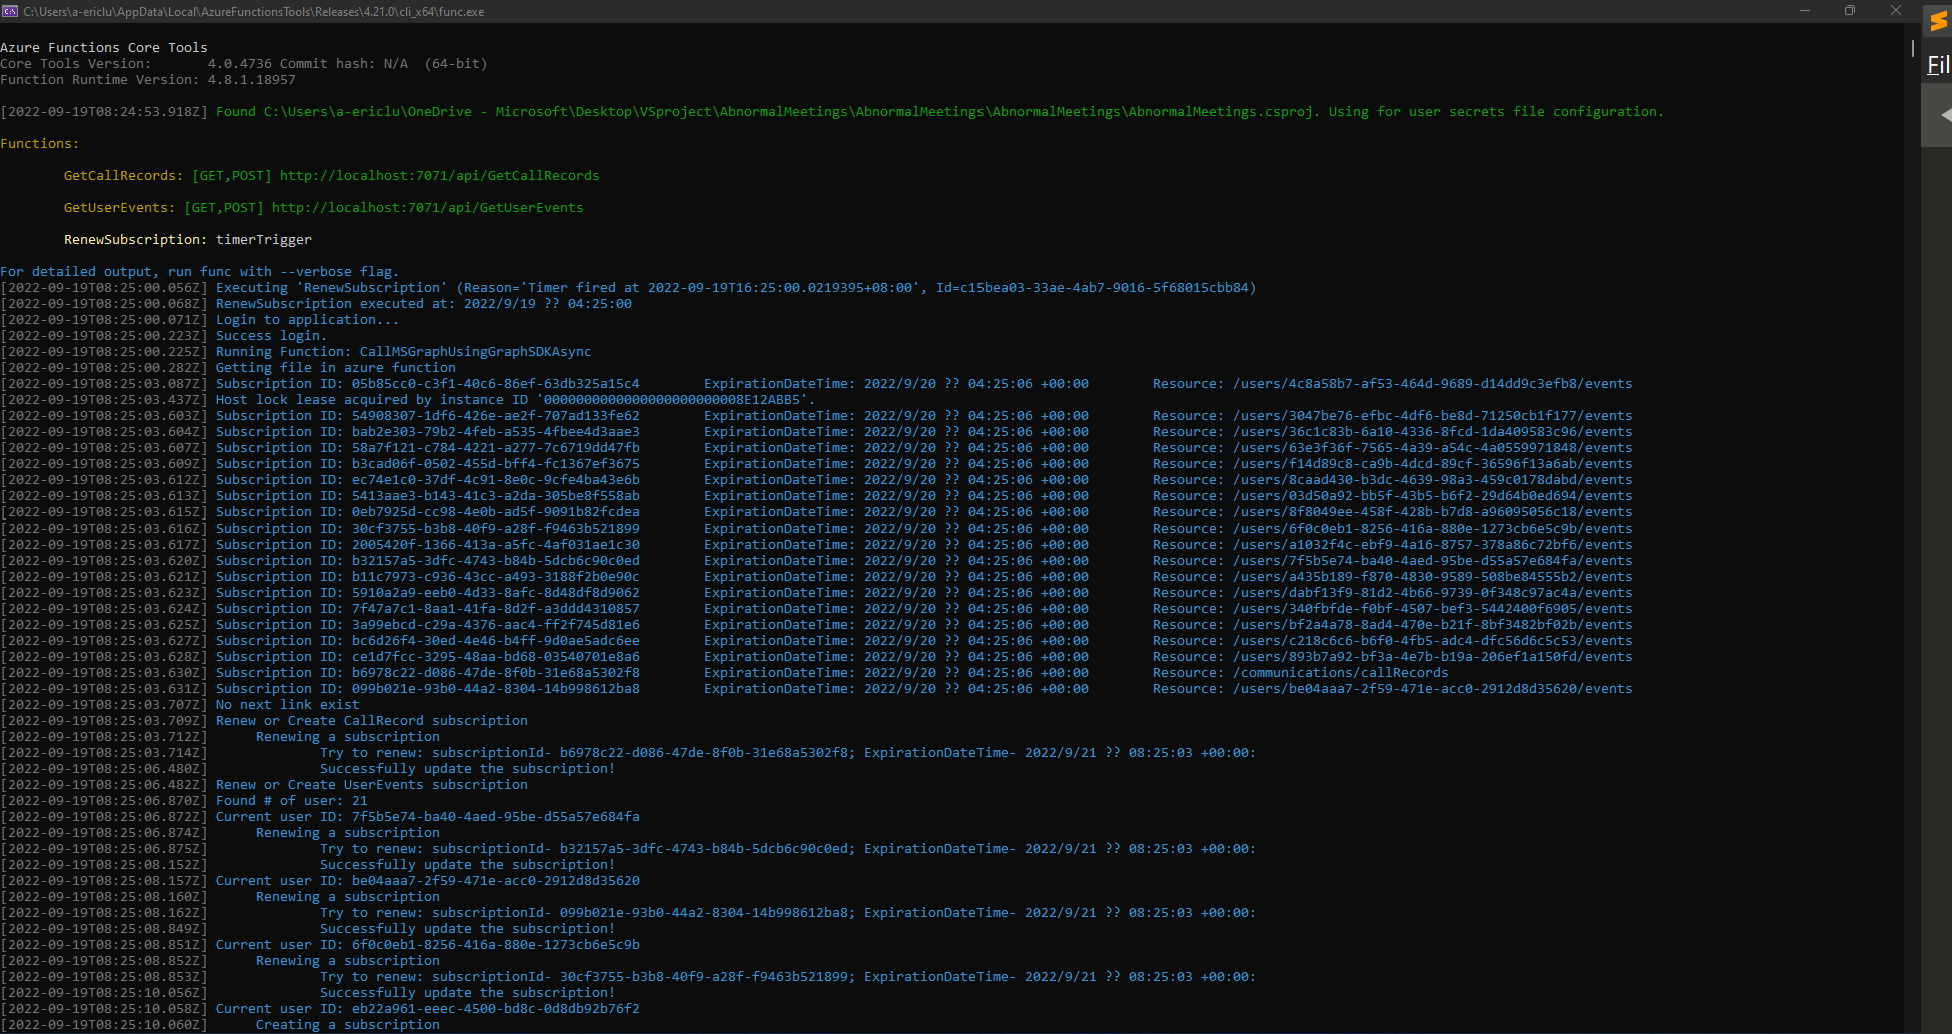 C:\Users\a-ericlu\AppData\Local\AzureFunctionsTools\Releases\4.21.0\cli_x64\func.exe
Fil
Azure Functions Core Tools
Core Tools Version:       4.0.4736 Commit hash: N/A  (64-bit)
Function Runtime Version: 4.8.1.18957
[2022-09-19T08:24:53.918Z] Found C:\Users\a-ericlu\OneDrive - Microsoft\Desktop\VSproject\AbnormalMeetings\AbnormalMeetings\AbnormalMeetings\AbnormalMeetings.csproj. Using for user secrets file configuration.
Functions:
GetCallRecords: [GET,POST] http://localhost:7071/api/GetCallRecords
GetUserEvents: [GET,POST] http://localhost:7071/api/GetUserEvents
RenewSubscription: timerTrigger
For detailed output, run func with --verbose flag.
[2022-09-19T08:25:00.056Z] Executing 'RenewSubscription' (Reason='Timer fired at 2022-09-19T16:25:00.0219395+08:00', Id=c15bea03-33ae-4ab7-9016-5f68015cbb84)
[2022-09-19T08:25:00.068Z] RenewSubscription executed at: 2022/9/19 ?? 04:25:00
[2022-09-19T08:25:00.071Z] Login to application...
[2022-09-19T08:25:00.223Z] Success login.
[2022-09-19T08:25:00.225Z] Running Function: CallMSGraphUsingGraphSDKAsync
[2022-09-19T08:25:00.282Z] Getting file in azure function
[2022-09-19T08:25:03.087Z] Subscription ID: 05b85cc0-c3f1-40c6-86ef-63db325a15c4        ExpirationDateTime: 2022/9/20 ?? 04:25:06 +00:00        Resource: /users/4c8a58b7-af53-464d-9689-d14dd9c3efb8/events
[2022-09-19T08:25:03.437Z] Host lock lease acquired by instance ID '0000000000000000000000008E12ABB5'.
[2022-09-19T08:25:03.603Z] Subscription ID: 54908307-1df6-426e-ae2f-707ad133fe62        ExpirationDateTime: 2022/9/20 ?? 04:25:06 +00:00        Resource: /users/3047be76-efbc-4df6-be8d-71250cb1f177/events
[2022-09-19T08:25:03.604Z] Subscription ID: bab2e303-79b2-4feb-a535-4fbee4d3aae3        ExpirationDateTime: 2022/9/20 ?? 04:25:06 +00:00        Resource: /users/36c1c83b-6a10-4336-8fcd-1da409583c96/events
[2022-09-19T08:25:03.607Z] Subscription ID: 58a7f121-c784-4221-a277-7c6719dd47fb        ExpirationDateTime: 2022/9/20 ?? 04:25:06 +00:00        Resource: /users/63e3f36f-7565-4a39-a54c-4a0559971848/events
[2022-09-19T08:25:03.609Z] Subscription ID: b3cad06f-0502-455d-bff4-fc1367ef3675        ExpirationDateTime: 2022/9/20 ?? 04:25:06 +00:00        Resource: /users/f14d89c8-ca9b-4dcd-89cf-36596f13a6ab/events
[2022-09-19T08:25:03.612Z] Subscription ID: ec74e1c0-37df-4c91-8e0c-9cfe4ba43e6b        ExpirationDateTime: 2022/9/20 ?? 04:25:06 +00:00        Resource: /users/8caad430-b3dc-4639-98a3-459c0178dabd/events
[2022-09-19T08:25:03.613Z] Subscription ID: 5413aae3-b143-41c3-a2da-305be8f558ab        ExpirationDateTime: 2022/9/20 ?? 04:25:06 +00:00        Resource: /users/03d50a92-bb5f-43b5-b6f2-29d64b0ed694/events
[2022-09-19T08:25:03.615Z] Subscription ID: 0eb7925d-cc98-4e0b-ad5f-9091b82fcdea        ExpirationDateTime: 2022/9/20 ?? 04:25:06 +00:00        Resource: /users/8f8049ee-458f-428b-b7d8-a96095056c18/events
[2022-09-19T08:25:03.616Z] Subscription ID: 30cf3755-b3b8-40f9-a28f-f9463b521899        ExpirationDateTime: 2022/9/20 ?? 04:25:06 +00:00        Resource: /users/6f0c0eb1-8256-416a-880e-1273cb6e5c9b/events
[2022-09-19T08:25:03.617Z] Subscription ID: 2005420f-1366-413a-a5fc-4af031ae1c30        ExpirationDateTime: 2022/9/20 ?? 04:25:06 +00:00        Resource: /users/a1032f4c-ebf9-4a16-8757-378a86c72bf6/events
[2022-09-19T08:25:03.620Z] Subscription ID: b32157a5-3dfc-4743-b84b-5dcb6c90c0ed        ExpirationDateTime: 2022/9/20 ?? 04:25:06 +00:00        Resource: /users/7f5b5e74-ba40-4aed-95be-d55a57e684fa/events
[2022-09-19T08:25:03.621Z] Subscription ID: b11c7973-c936-43cc-a493-3188f2b0e90c        ExpirationDateTime: 2022/9/20 ?? 04:25:06 +00:00        Resource: /users/a435b189-f870-4830-9589-508be84555b2/events
[2022-09-19T08:25:03.623Z] Subscription ID: 5910a2a9-eeb0-4d33-8afc-8d48df8d9062        ExpirationDateTime: 2022/9/20 ?? 04:25:06 +00:00        Resource: /users/dabf13f9-81d2-4b66-9739-0f348c97ac4a/events
[2022-09-19T08:25:03.624Z] Subscription ID: 7f47a7c1-8aa1-41fa-8d2f-a3ddd4310857        ExpirationDateTime: 2022/9/20 ?? 04:25:06 +00:00        Resource: /users/340fbfde-f0bf-4507-bef3-5442400f6905/events
[2022-09-19T08:25:03.625Z] Subscription ID: 3a99ebcd-c29a-4376-aac4-ff2f745d81e6        ExpirationDateTime: 2022/9/20 ?? 04:25:06 +00:00        Resource: /users/bf2a4a78-8ad4-470e-b21f-8bf3482bf02b/events
[2022-09-19T08:25:03.627Z] Subscription ID: bc6d26f4-30ed-4e46-b4ff-9d0ae5adc6ee        ExpirationDateTime: 2022/9/20 ?? 04:25:06 +00:00        Resource: /users/c218c6c6-b6f0-4fb5-adc4-dfc56d6c5c53/events
[2022-09-19T08:25:03.628Z] Subscription ID: ce1d7fcc-3295-48aa-bd68-03540701e8a6        ExpirationDateTime: 2022/9/20 ?? 04:25:06 +00:00        Resource: /users/893b7a92-bf3a-4e7b-b19a-206ef1a150fd/events
[2022-09-19T08:25:03.630Z] Subscription ID: b6978c22-d086-47de-8f0b-31e68a5302f8        ExpirationDateTime: 2022/9/20 ?? 04:25:06 +00:00        Resource: /communications/callRecords
[2022-09-19T08:25:03.631Z] Subscription ID: 099b021e-93b0-44a2-8304-14b998612ba8        ExpirationDateTime: 2022/9/20 ?? 04:25:06 +00:00        Resource: /users/be04aaa7-2f59-471e-acc0-2912d8d35620/events
[2022-09-19T08:25:03.707Z] No next link exist
[2022-09-19T08:25:03.709Z] Renew or Create CallRecord subscription
[2022-09-19T08:25:03.712Z]      Renewing a subscription
[2022-09-19T08:25:03.714Z]              Try to renew: subscriptionId- b6978c22-d086-47de-8f0b-31e68a5302f8; ExpirationDateTime- 2022/9/21 ?? 08:25:03 +00:00:
[2022-09-19T08:25:06.480Z]              Successfully update the subscription!
[2022-09-19T08:25:06.482Z] Renew or Create UserEvents subscription
[2022-09-19T08:25:06.870Z] Found # of user: 21
[2022-09-19T08:25:06.872Z] Current user ID: 7f5b5e74-ba40-4aed-95be-d55a57e684fa
[2022-09-19T08:25:06.874Z]      Renewing a subscription
[2022-09-19T08:25:06.875Z]              Try to renew: subscriptionId- b32157a5-3dfc-4743-b84b-5dcb6c90c0ed; ExpirationDateTime- 2022/9/21 ?? 08:25:03 +00:00:
[2022-09-19T08:25:08.152Z]              Successfully update the subscription!
[2022-09-19T08:25:08.157Z] Current user ID: be04aaa7-2f59-471e-acc0-2912d8d35620
[2022-09-19T08:25:08.160Z]      Renewing a subscription
[2022-09-19T08:25:08.162Z]              Try to renew: subscriptionId- 099b021e-93b0-44a2-8304-14b998612ba8; ExpirationDateTime- 2022/9/21 ?? 08:25:03 +00:00:
[2022-09-19T08:25:08.849Z]              Successfully update the subscription!
[2022-09-19T08:25:08.851Z] Current user ID: 6f0c0eb1-8256-416a-880e-1273cb6e5c9b
[2022-09-19T08:25:08.852Z]      Renewing a subscription
[2022-09-19T08:25:08.853Z]              Try to renew: subscriptionId- 30cf3755-b3b8-40f9-a28f-f9463b521899; ExpirationDateTime- 2022/9/21 ?? 08:25:03 +00:00:
[2022-09-19T08:25:10.056Z]              Successfully update the subscription!
[2022-09-19T08:25:10.058Z] Current user ID: eb22a961-eeec-4500-bd8c-0d8db92b76f2
[2022-09-19T08:25:10.060Z]      Creating a subscription